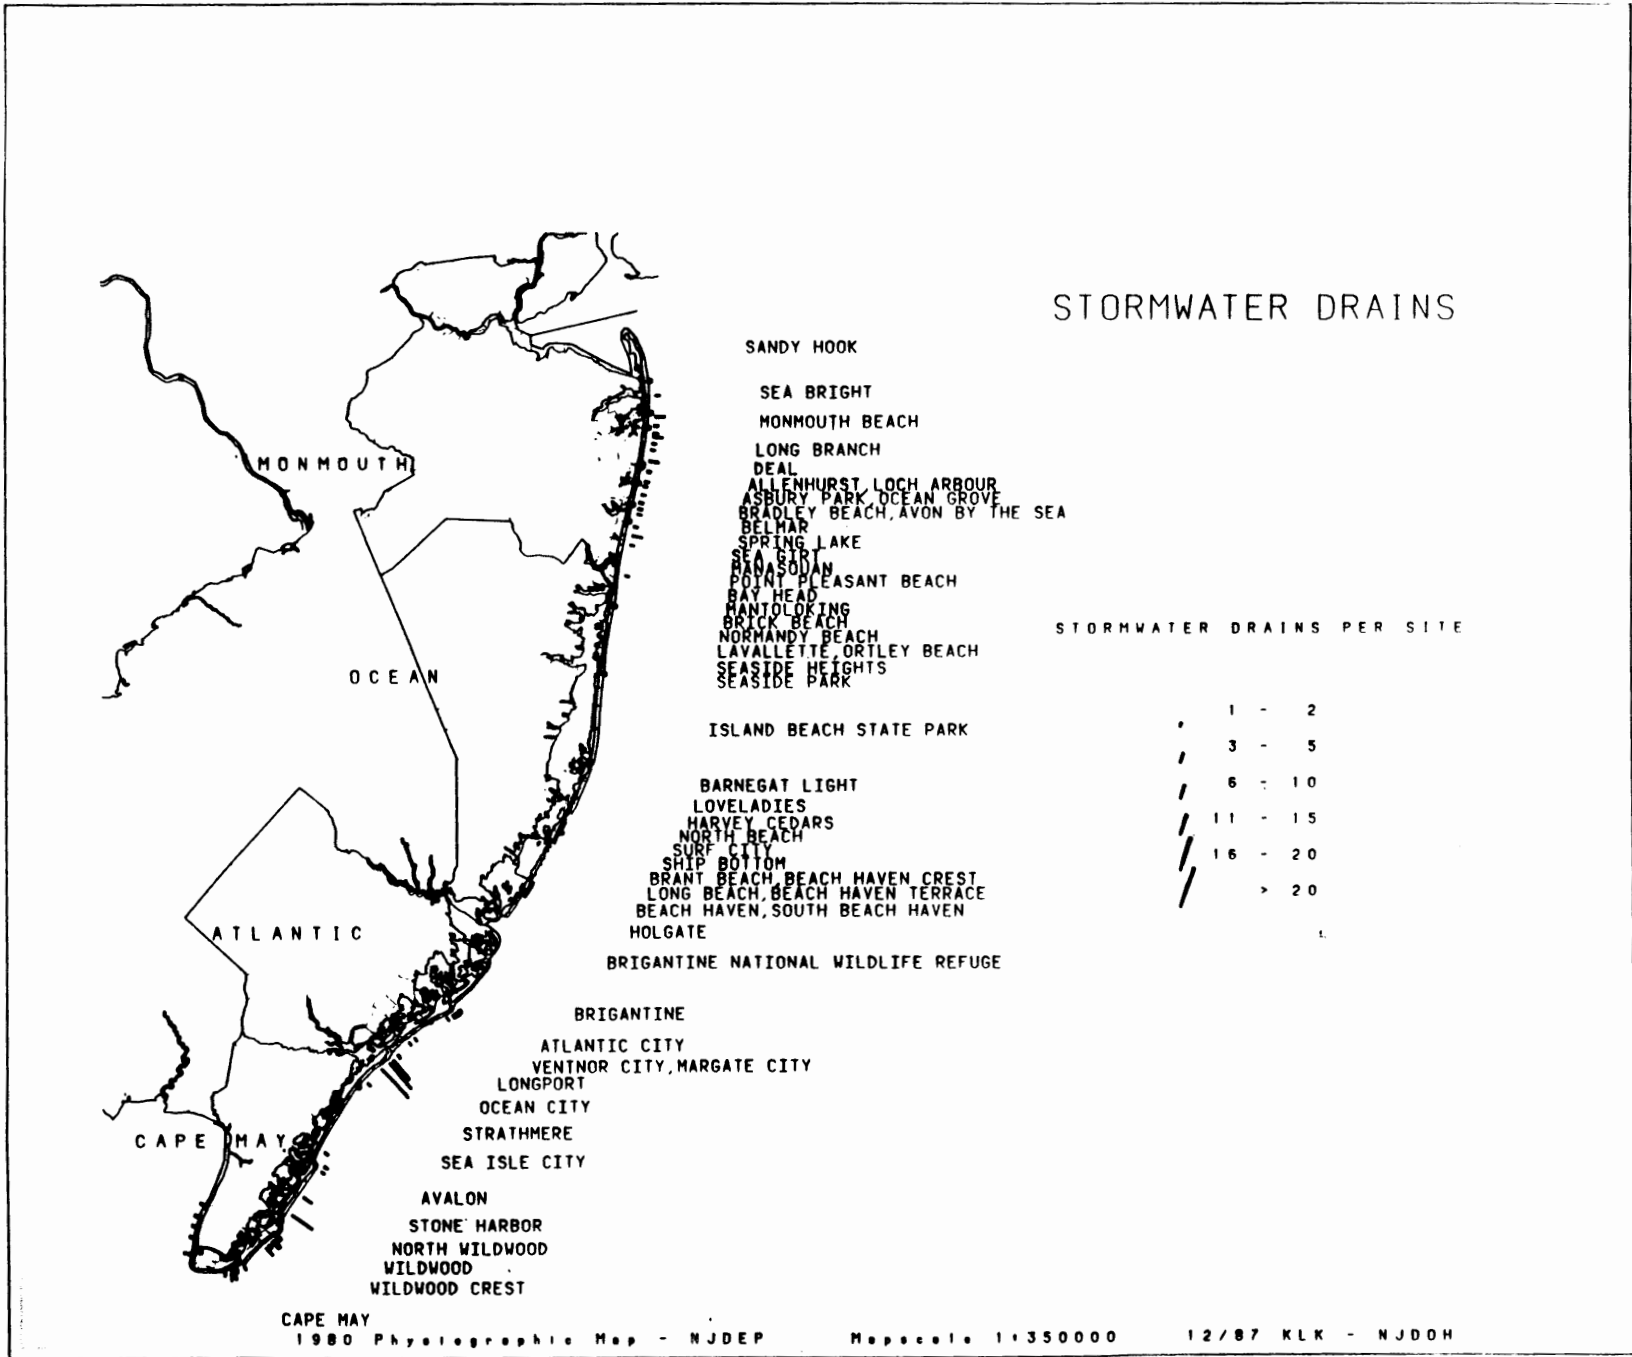 STORMWATER DRAINS
SANDY HOOK
SEA BRIGHT
MONMOUTH BEACH
LONG BRANCH
MONMOUTH
DEAL
ALLENHURST, LOCH ARBOUR
ASBURY PARK, OCEAN GROVE
BRADLEY BEACH, AVON BY THE SEA
BELMAR
SPRING LAKE
SEA GIRT
MANASQUAN
POINT PLEASANT BEACH
BAY HEAD
MANTOLOKING
BRICK BEACH
NORMANDY BEACH
LAVALLETTE, ORTLEY BEACH
SEASIDE HEIGHTS
SEASIDE PARK
OCEAN
STORMWATER DRAINS PER SITE
1 - 2
3 - 5
6 - 10
11 - 15
16 - 20
> 20
ISLAND BEACH STATE PARK
BARNEGAT LIGHT
LOVELADIES
HARVEY CEDARS
NORTH BEACH
SURF CITY
SHIP BOTTOM
BRANT BEACH, BEACH HAVEN CREST
LONG BEACH, BEACH HAVEN TERRACE
BEACH HAVEN, SOUTH BEACH HAVEN
HOLGATE
ATLANTIC
BRIGANTINE NATIONAL WILDLIFE REFUGE
BRIGANTINE
ATLANTIC CITY
VENTNOR CITY, MARGATE CITY
LONGPORT
OCEAN CITY
STRATHMERE
CAPE MAY
SEA ISLE CITY
AVALON
STONE HARBOR
NORTH WILDWOOD
WILDWOOD
WILDWOOD CREST
CAPE MAY
1980 Physiographic Map - NJDEP Mapscale 1:350000 12/87 KLK - NJDOH